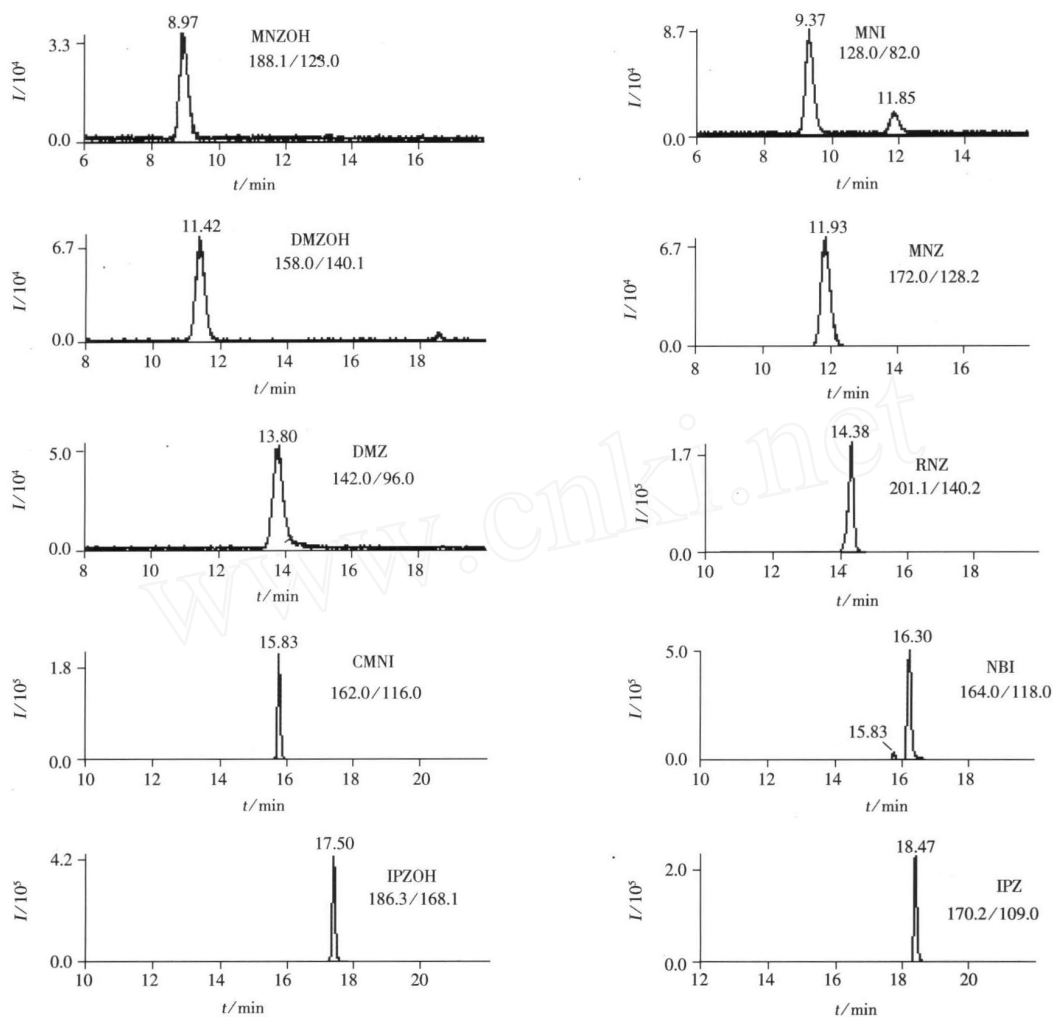 8.97
MNZOH
188.1/123.0
3.3
0.0
I/10⁴
6 8 10 12 14 16
t/min
9.37
MNI
128.0/82.0
11.85
8.7
0.0
I/10⁴
6 8 10 12 14
t/min
11.42
DMZOH
158.0/140.1
6.7
0.0
I/10⁴
8 10 12 14 16 18
t/min
11.93
MNZ
172.0/128.2
6.7
0.0
I/10⁴
8 10 12 14 16
t/min
13.80
DMZ
142.0/96.0
5.0
0.0
I/10⁴
8 10 12 14 16 18
t/min
14.38
RNZ
201.1/140.2
1.7
0.0
I/10⁵
10 12 14 16 18
t/min
15.83
CMNI
162.0/116.0
1.8
0.0
I/10⁵
10 12 14 16 18 20
t/min
16.30
NBI
164.0/118.0
15.83
5.0
0.0
I/10⁵
10 12 14 16 18
t/min
17.50
IPZOH
186.3/168.1
4.2
0.0
I/10⁵
10 12 14 16 18 20
t/min
18.47
IPZ
170.2/109.0
2.0
0.0
I/10⁵
12 14 16 18 20
t/min
www.cnki.net